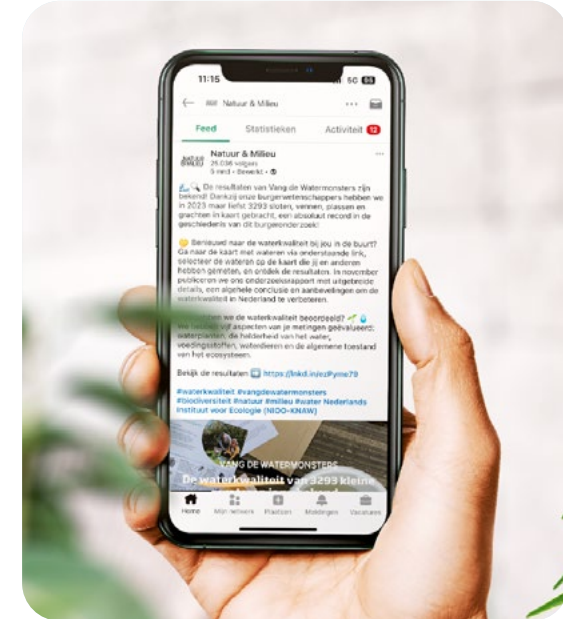 11:15
5G 68
Natuur & Milieu
Feed Statistieken Activiteit 12
NATUUR
& MILIEU
Natuur & Milieu
25.036 volgers
5 mnd • Bewerkt •
De resultaten van Vang de Watermonsters zijn
bekend! Dankzij onze burgerwetenschappers hebben we
in 2023 maar liefst 3293 sloten, vennen, plassen en
grachten in kaart gebracht, een absoluut record in de
geschiedenis van dit burgeronderzoek!
Benieuwd naar de waterkwaliteit bij jou in de buurt?
Ga naar de kaart met wateren via onderstaande link,
selecteer de wateren op de kaart die jij en anderen
hebben gemeten, en ontdek de resultaten. In november
publiceren we ons onderzoeksrapport met uitgebreide
details, een algehele conclusie en aanbevelingen om de
waterkwaliteit in Nederland te verbeteren.
we de waterkwaliteit beoordeeld?
vijf aspecten van je metingen geëvalueerd:
waterplanten, de helderheid van het water,
voedingsstoffen, waterdieren en de algemene toestand
van het ecosysteem.
Bekijk de resultaten https://lnkd.in/ezPyme79
#waterkwaliteit #vangdewatermonsters
#biodiversiteit #natuur #milieu #water Nederlands
Instituut voor Ecologie (NIOO-KNAW)
VANG DE WATERMONSTERS
De waterkwaliteit van 3293 kleine
Home Mijn netwerk Plaatsen Meldingen Vacatures